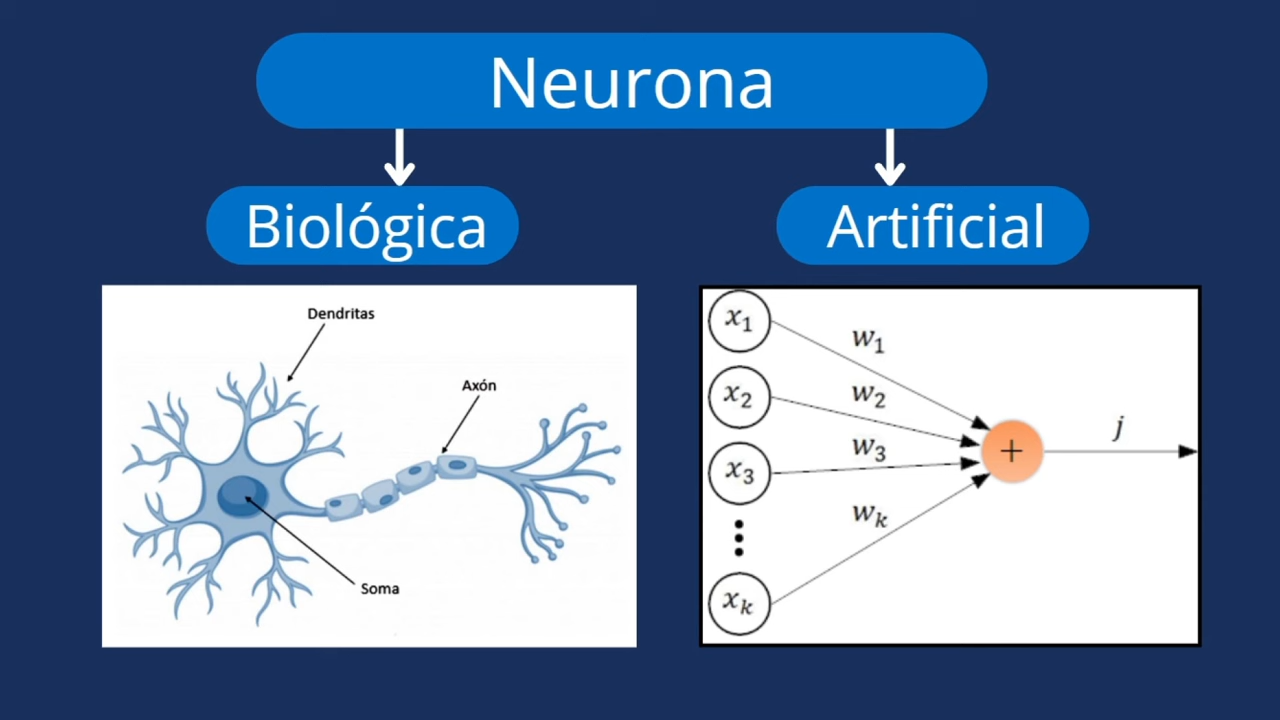 Neurona
Biológica
Artificial
Dendritas
Axón
Soma
x1
w1
x2
w2
x3
w3
xk
wk
+
j